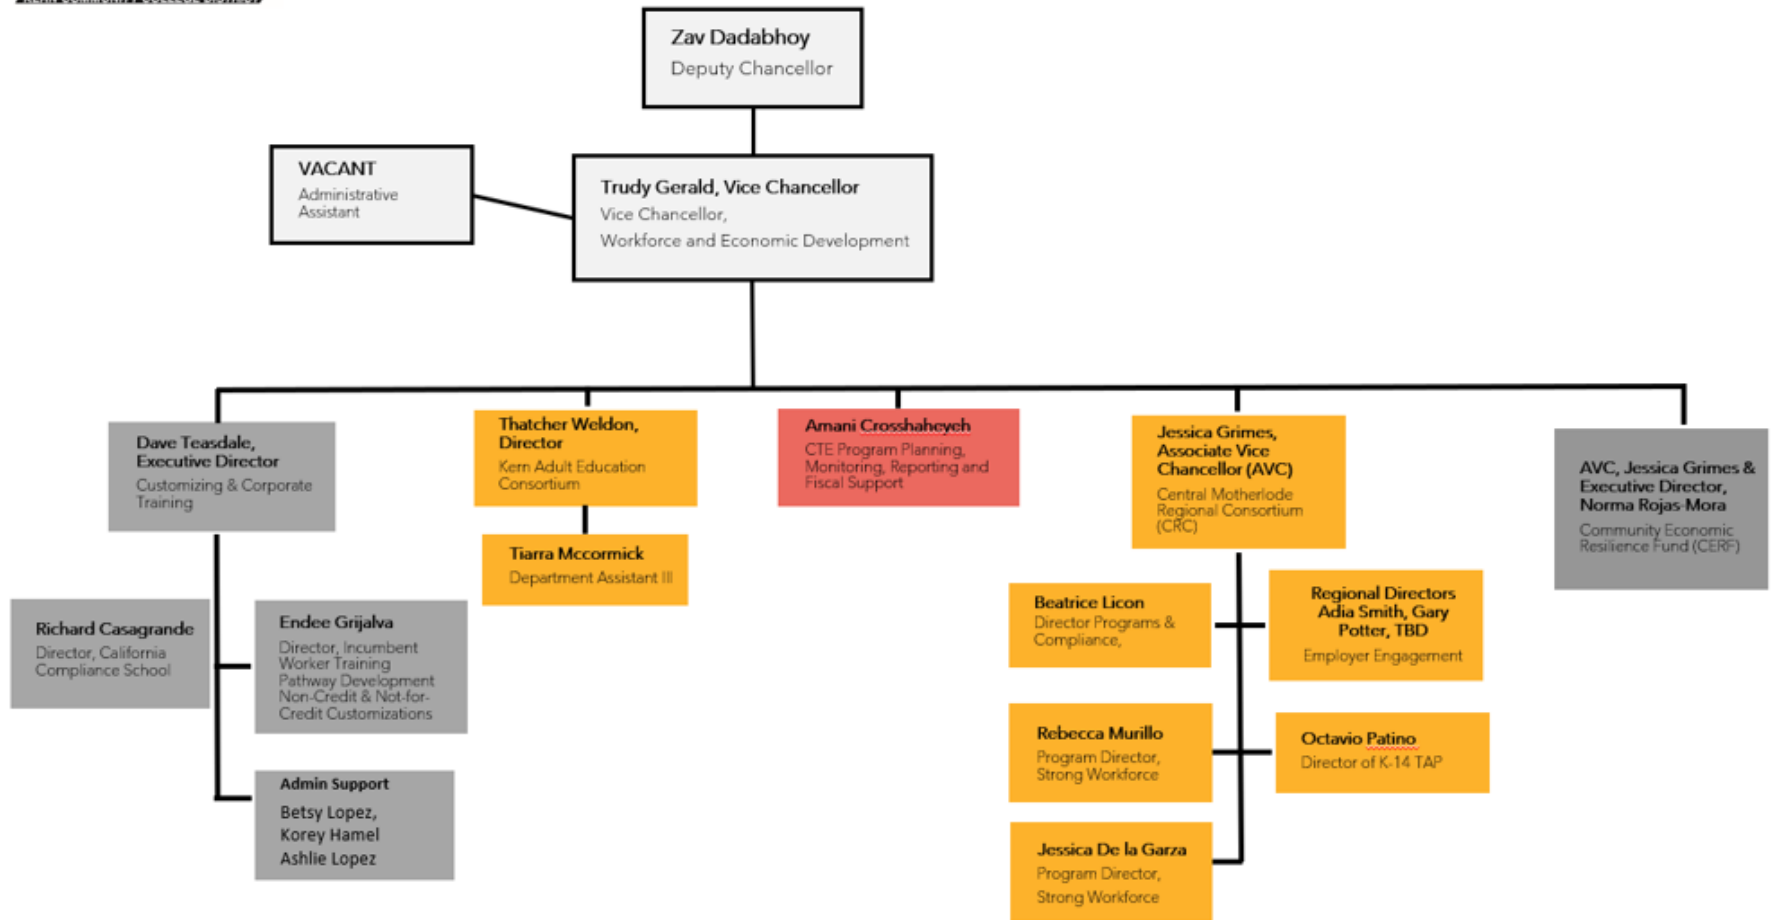 KERN COMMUNITY COLLEGE DISTRICT
Zav Dadabhoy
Deputy Chancellor
VACANT
Administrative
Assistant
Trudy Gerald, Vice Chancellor
Vice Chancellor,
Workforce and Economic Development
Dave Teasdale,
Executive Director
Customizing & Corporate
Training
Thatcher Weldon,
Director
Kern Adult Education
Consortium
Amani Crosshaheyeh
CTE Program Planning,
Monitoring, Reporting and
Fiscal Support
Jessica Grimes,
Associate Vice
Chancellor (AVC)
Central Motherlode
Regional Consortium
(CRC)
AVC, Jessica Grimes &
Executive Director,
Norma Rojas-Mora
Community Economic
Resilience Fund (CERF)
Tiarra Mccormick
Department Assistant III
Richard Casagrande
Director, California
Compliance School
Endee Grijalva
Director, Incumbent
Worker Training
Pathway Development
Non-Credit & Not-for-
Credit Customizations
Admin Support
Betsy Lopez,
Korey Hamel
Ashlie Lopez
Beatrice Licon
Director Programs &
Compliance,
Regional Directors
Adia Smith, Gary
Potter, TBD
Employer Engagement
Rebecca Murillo
Program Director,
Strong Workforce
Octavio Patino
Director of K-14 TAP
Jessica De la Garza
Program Director,
Strong Workforce